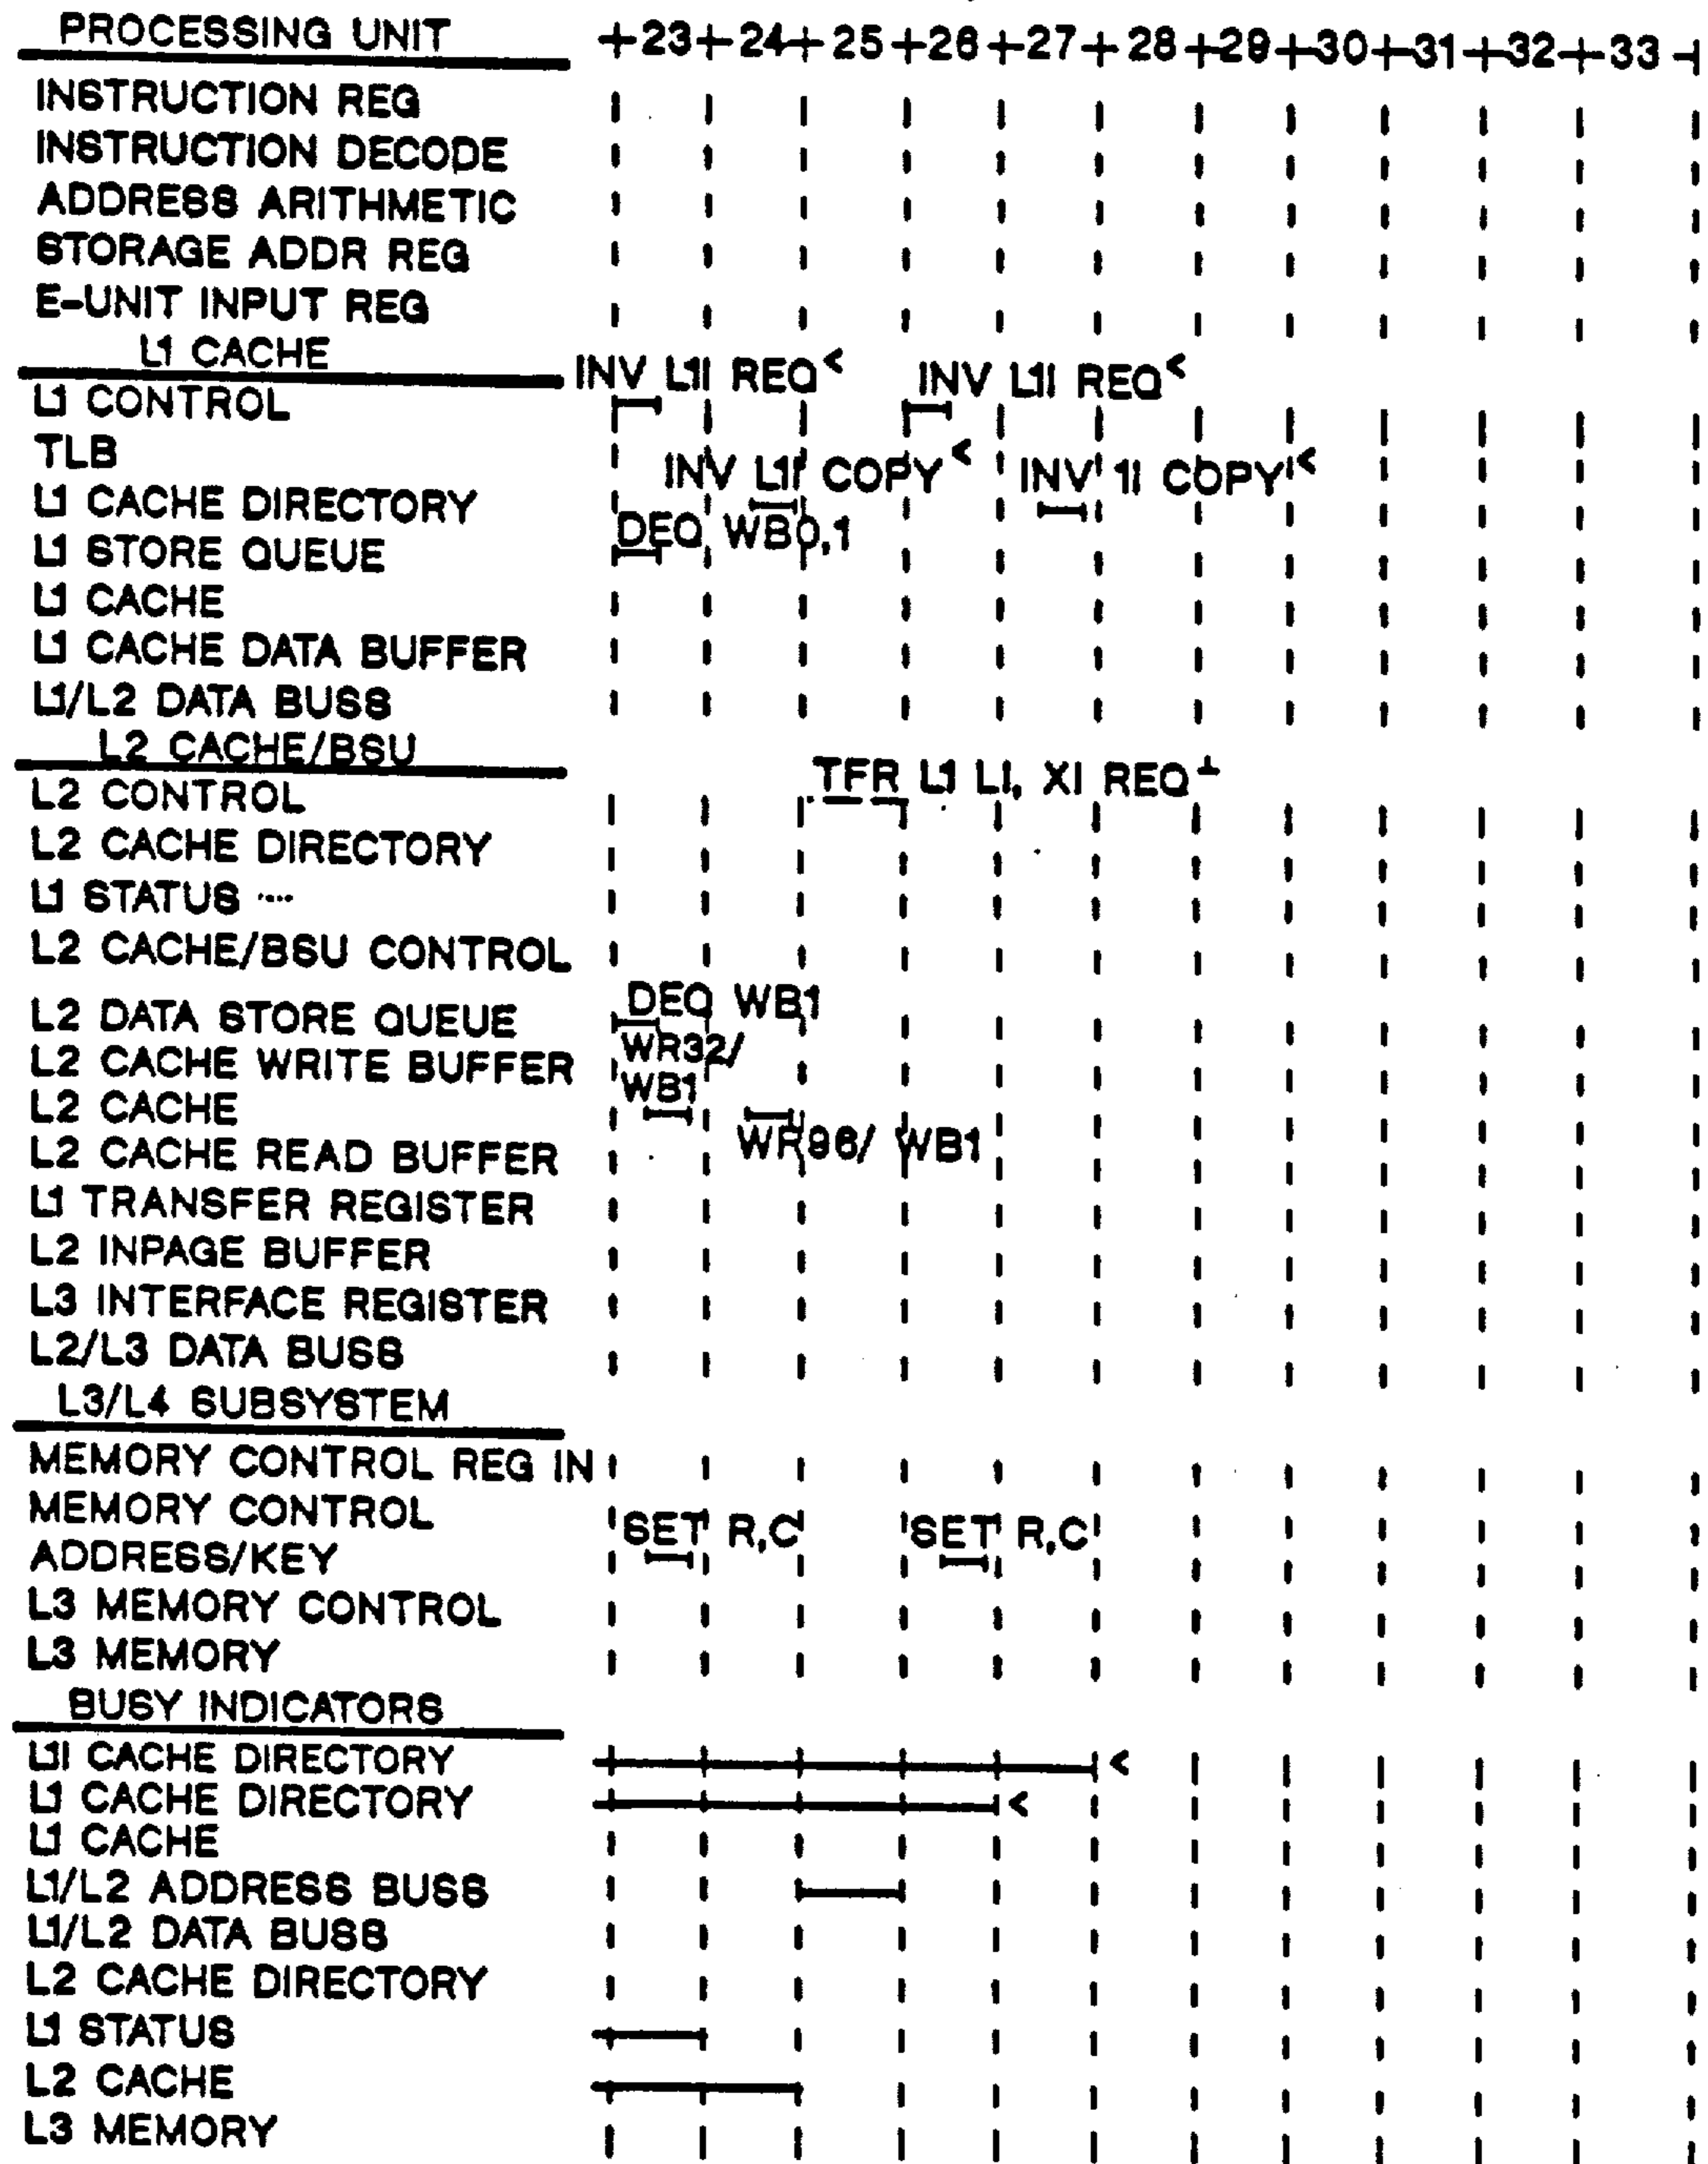 PROCESSING UNIT +23+24+25+26+27+28+29+30+31+32+33
INSTRUCTION REG
INSTRUCTION DECODE
ADDRESS ARITHMETIC
STORAGE ADDR REG
E-UNIT INPUT REG
L1 CACHE
INV L1I REQ< INV L1I REQ<
L1 CONTROL
TLB
INV L1I COPY< INV 1I COPY<
L1 CACHE DIRECTORY
DEQ WB0,1
L1 STORE QUEUE
L1 CACHE
L1 CACHE DATA BUFFER
L1/L2 DATA BUSS
L2 CACHE/BSU
TFR L1 LI, XI REQ⊥
L2 CONTROL
L2 CACHE DIRECTORY
L1 STATUS ....
L2 CACHE/BSU CONTROL
DEQ WB1
L2 DATA STORE QUEUE
WR32/
L2 CACHE WRITE BUFFER
WB1
L2 CACHE
WR96/ WB1
L2 CACHE READ BUFFER
L1 TRANSFER REGISTER
L2 INPAGE BUFFER
L3 INTERFACE REGISTER
L2/L3 DATA BUSS
L3/L4 SUBSYSTEM
MEMORY CONTROL REG IN
MEMORY CONTROL
SET R,C SET R,C
ADDRESS/KEY
L3 MEMORY CONTROL
L3 MEMORY
BUSY INDICATORS
L1I CACHE DIRECTORY <
L1 CACHE DIRECTORY <
L1 CACHE
L1/L2 ADDRESS BUSS
L1/L2 DATA BUSS
L2 CACHE DIRECTORY
L1 STATUS
L2 CACHE
L3 MEMORY